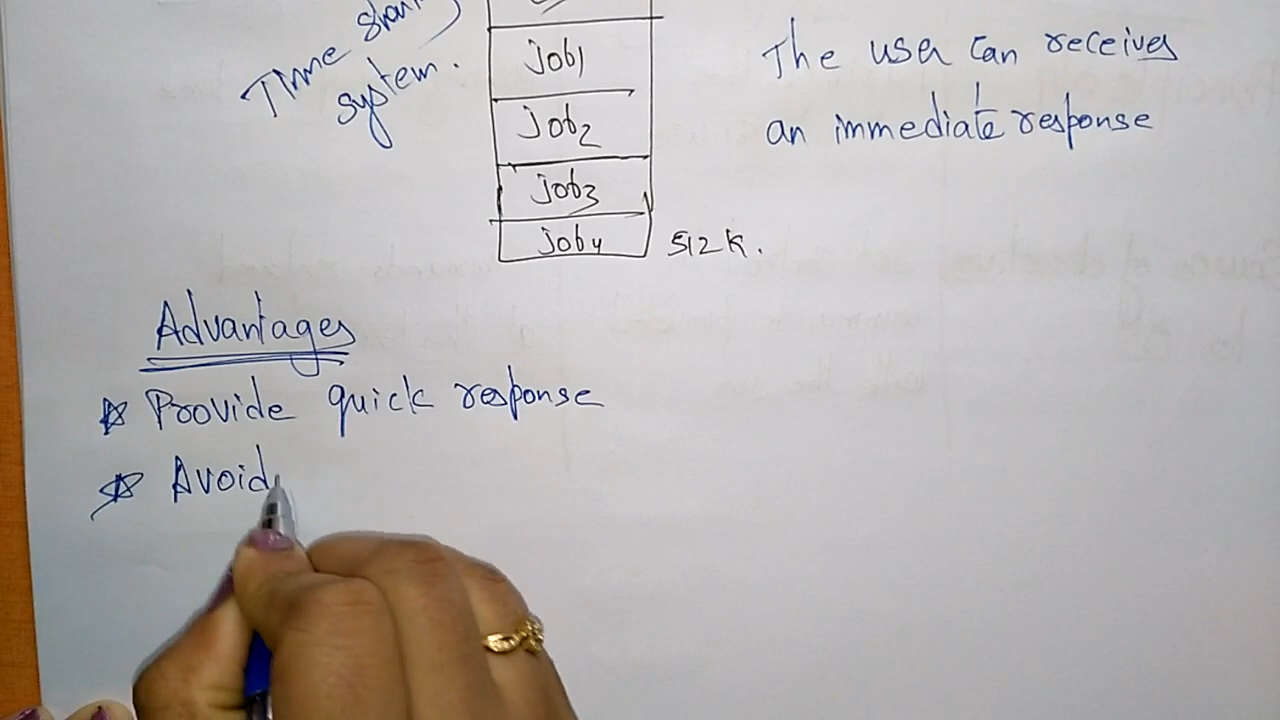 Time
system.
job1
job2
job3
job4
512K.
The user can receives
an immediate response
Advantages
☆ Provide quick response
☆ Avoid